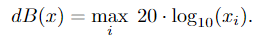 dB(x) = max_i 20 · log_10(x_i).